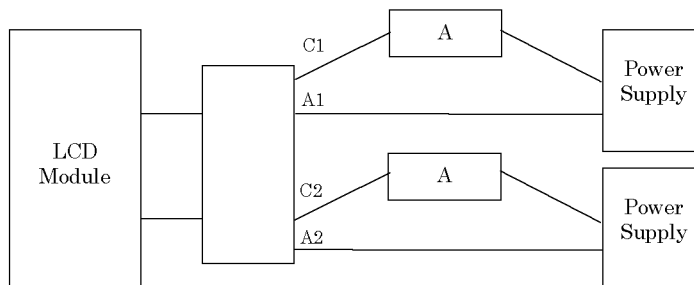 C1
A
Power
Supply
A1
LCD
Module
C2
A
Power
Supply
A2